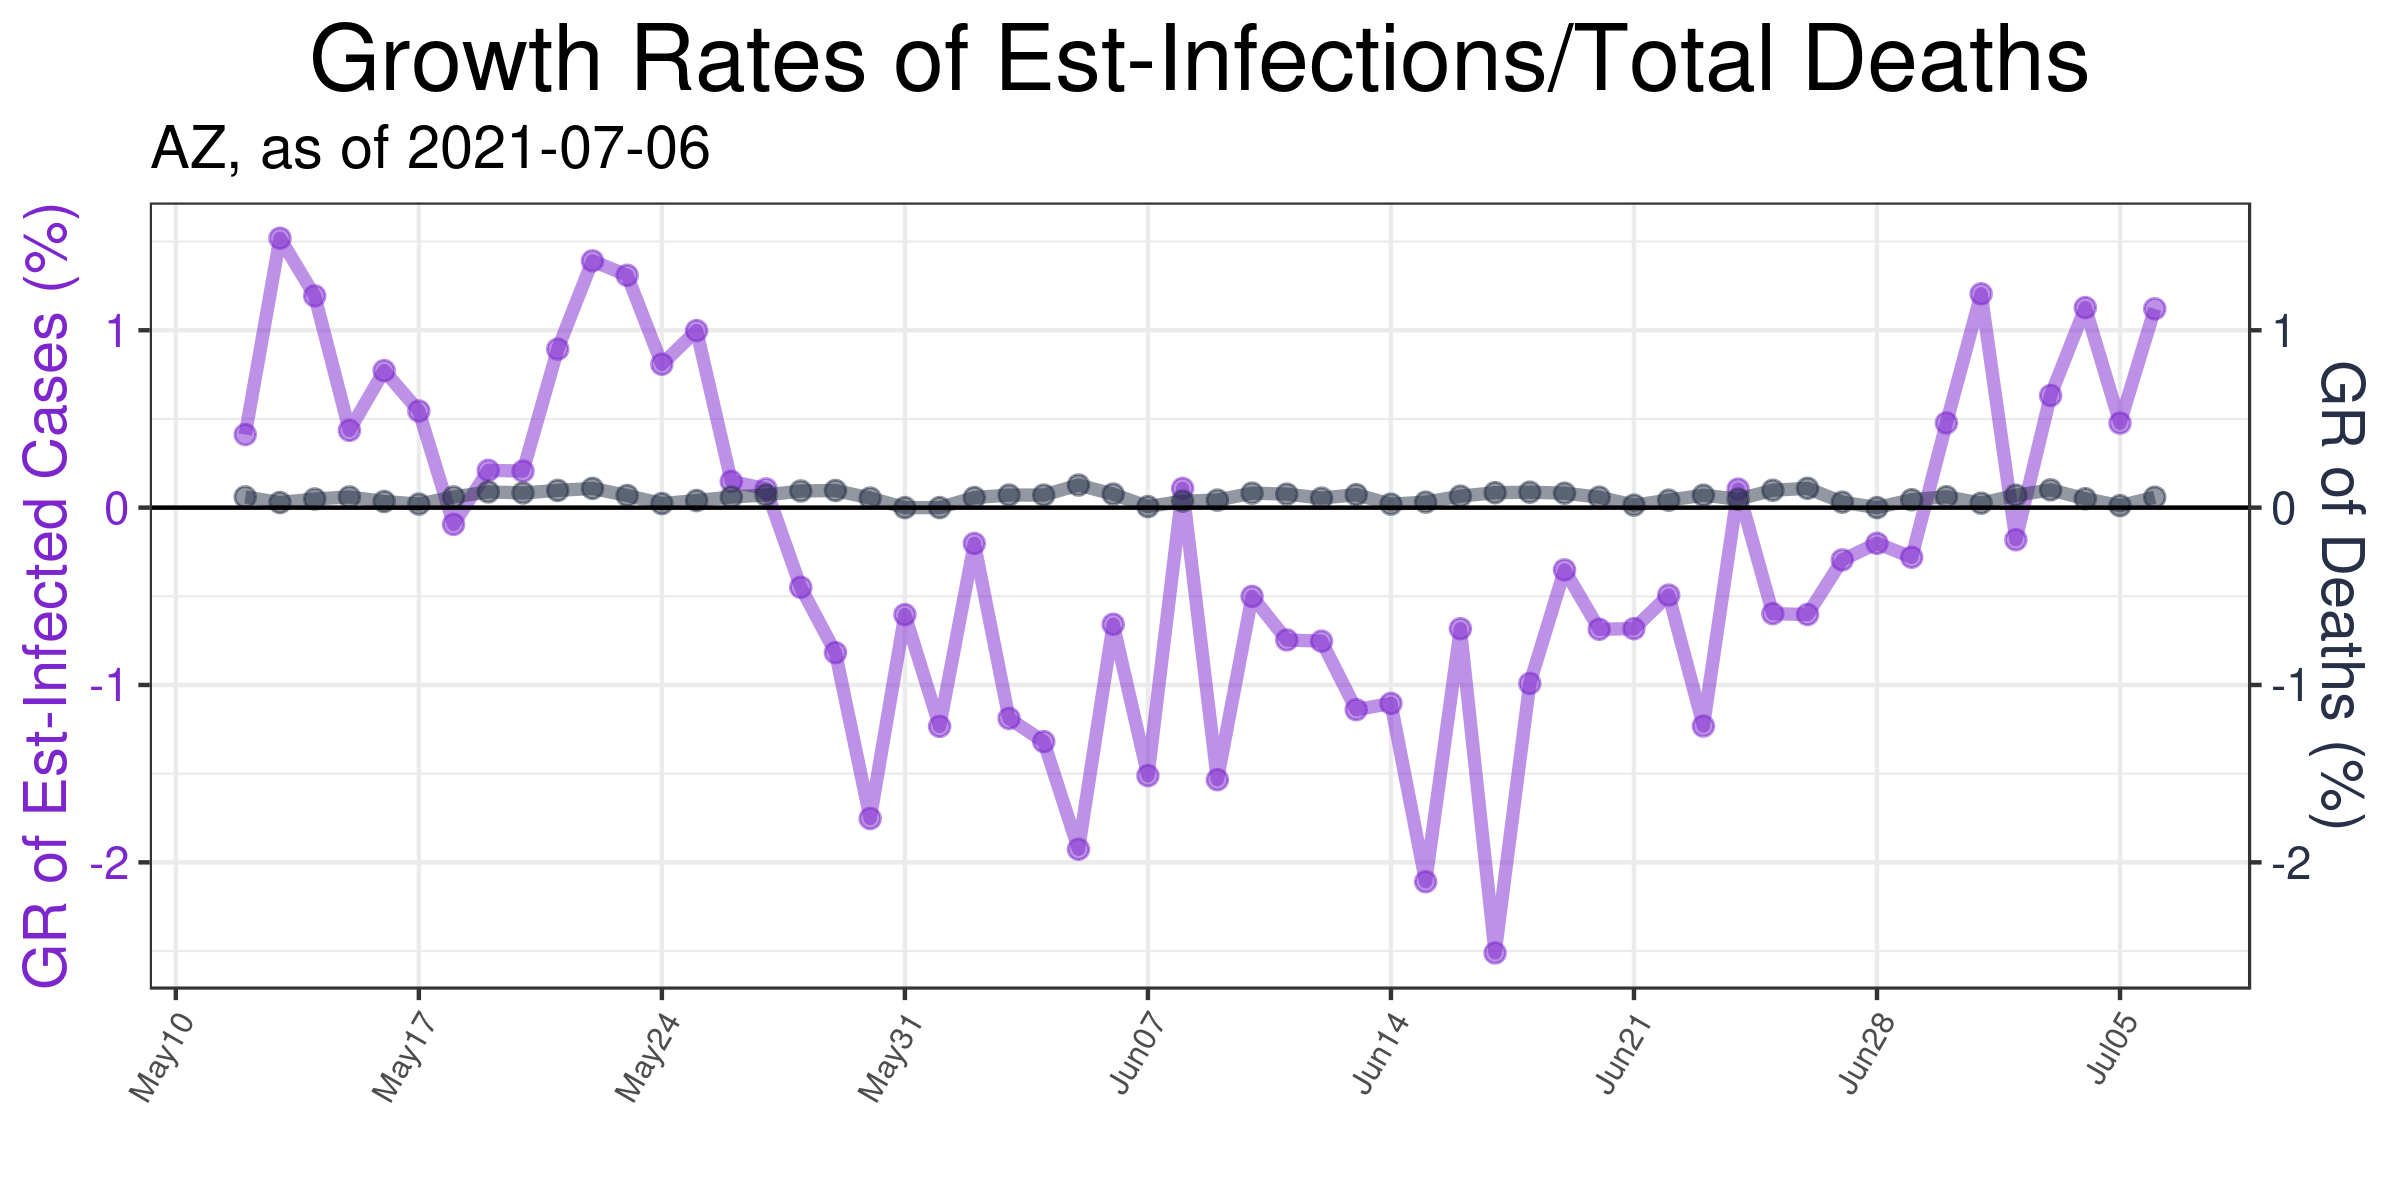 Growth Rates of Est-Infections/Total Deaths
AZ, as of 2021-07-06
GR of Est-Infected Cases (%)
1
0
-1
-2
1
0
-1
-2
GR of Deaths (%)
May10
May17
May24
May31
Jun07
Jun14
Jun21
Jun28
Jul05